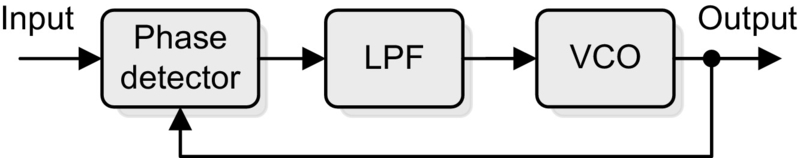 Input
Phase
detector
LPF
VCO
Output